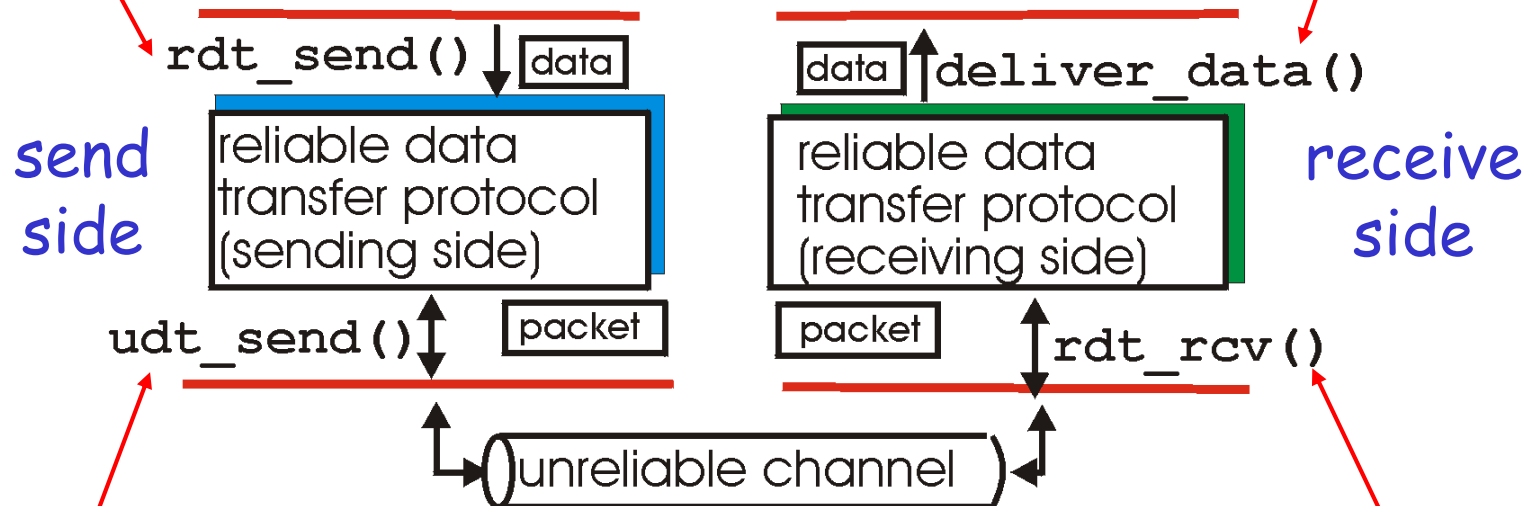 rdt_send()
data
data
deliver_data()
send
side
reliable data
transfer protocol
(sending side)
reliable data
transfer protocol
(receiving side)
receive
side
udt_send()
packet
packet
rdt_rcv()
unreliable channel